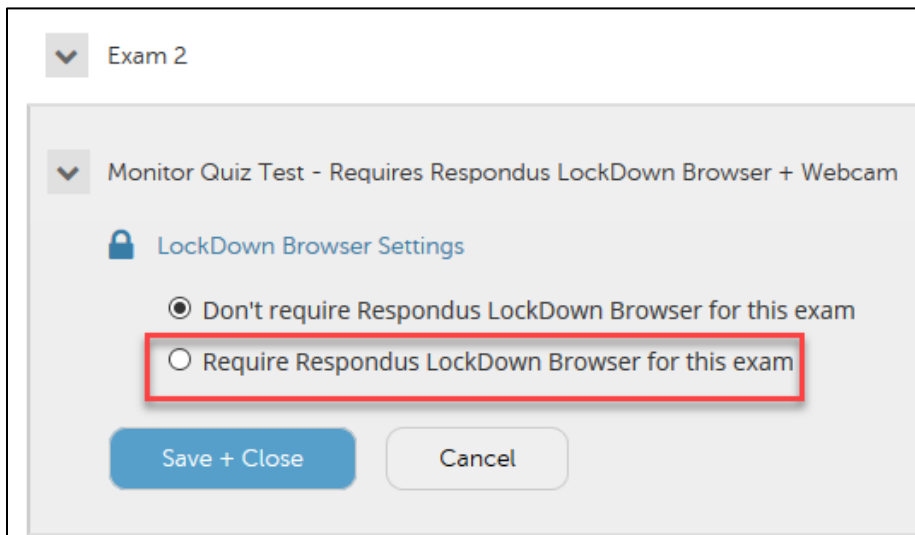 Exam 2
Monitor Quiz Test - Requires Respondus LockDown Browser + Webcam
LockDown Browser Settings
Don't require Respondus LockDown Browser for this exam
Require Respondus LockDown Browser for this exam
Save + Close
Cancel